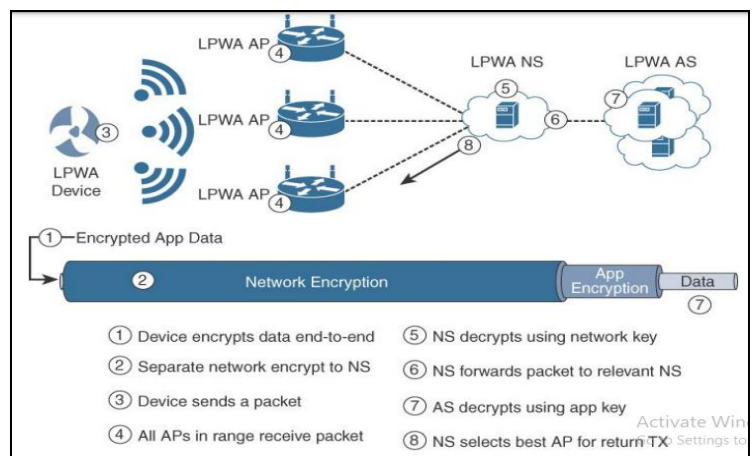 LPWA AP
④
LPWA NS
LPWA AS
⑤
⑦
③
LPWA AP
④
⑥
LPWA
Device
⑧
LPWA AP
④
① Encrypted App Data
② Network Encryption
App
Encryption
Data
⑦
① Device encrypts data end-to-end
② Separate network encrypt to NS
③ Device sends a packet
④ All APs in range receive packet
⑤ NS decrypts using network key
⑥ NS forwards packet to relevant NS
⑦ AS decrypts using app key
⑧ NS selects best AP for return TX
Activate Win
to Settings to